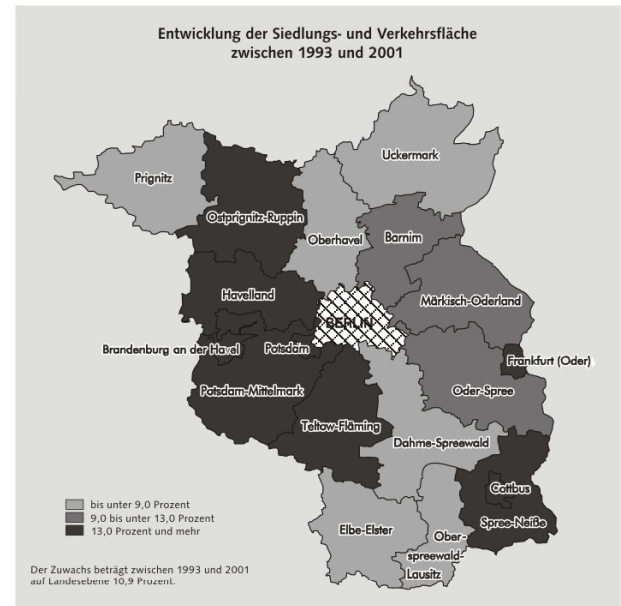 Entwicklung der Siedlungs- und Verkehrsfläche
zwischen 1993 und 2001
Uckermark
Prignitz
Ostprignitz-Ruppin
Oberhavel
Barnim
Havelland
Märkisch-Oderland
BERLIN
Brandenburg an der Havel
Potsdam
Frankfurt (Oder)
Potsdam-Mittelmark
Oder-Spree
Teltow-Fläming
Dahme-Spreewald
Cottbus
Spree-Neiße
Elbe-Elster
Ober-
spreewald-
Lausitz
bis unter 9,0 Prozent
9,0 bis unter 13,0 Prozent
13,0 Prozent und mehr
Der Zuwachs beträgt zwischen 1993 und 2001
auf Landesebene 10,9 Prozent.